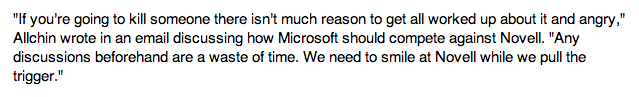 "If you're going to kill someone there isn't much reason to get all worked up about it and angry,"
Allchin wrote in an email discussing how Microsoft should compete against Novell. "Any
discussions beforehand are a waste of time. We need to smile at Novell while we pull the
trigger."